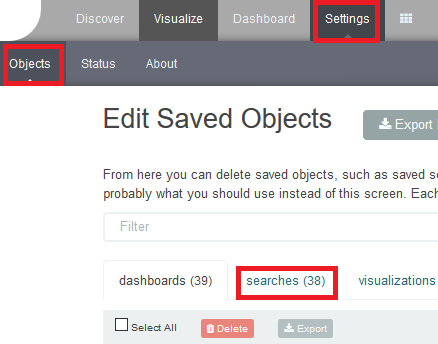 Discover Visualize Dashboard Settings
Objects Status About
Edit Saved Objects
Export
From here you can delete saved objects, such as saved
probably what you should use instead of this screen. Each
Filter
dashboards (39) searches (38) visualizations
Select All Delete Export